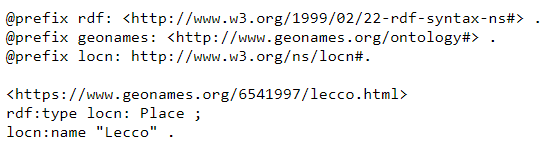 @prefix rdf: <http://www.w3.org/1999/02/22-rdf-syntax-ns#> .
@prefix geonames: <http://www.geonames.org/ontology#> .
@prefix locn: http://www.w3.org/ns/locn#.
<https://www.geonames.org/6541997/lecco.html>
rdf:type locn: Place ;
locn:name "Lecco" .